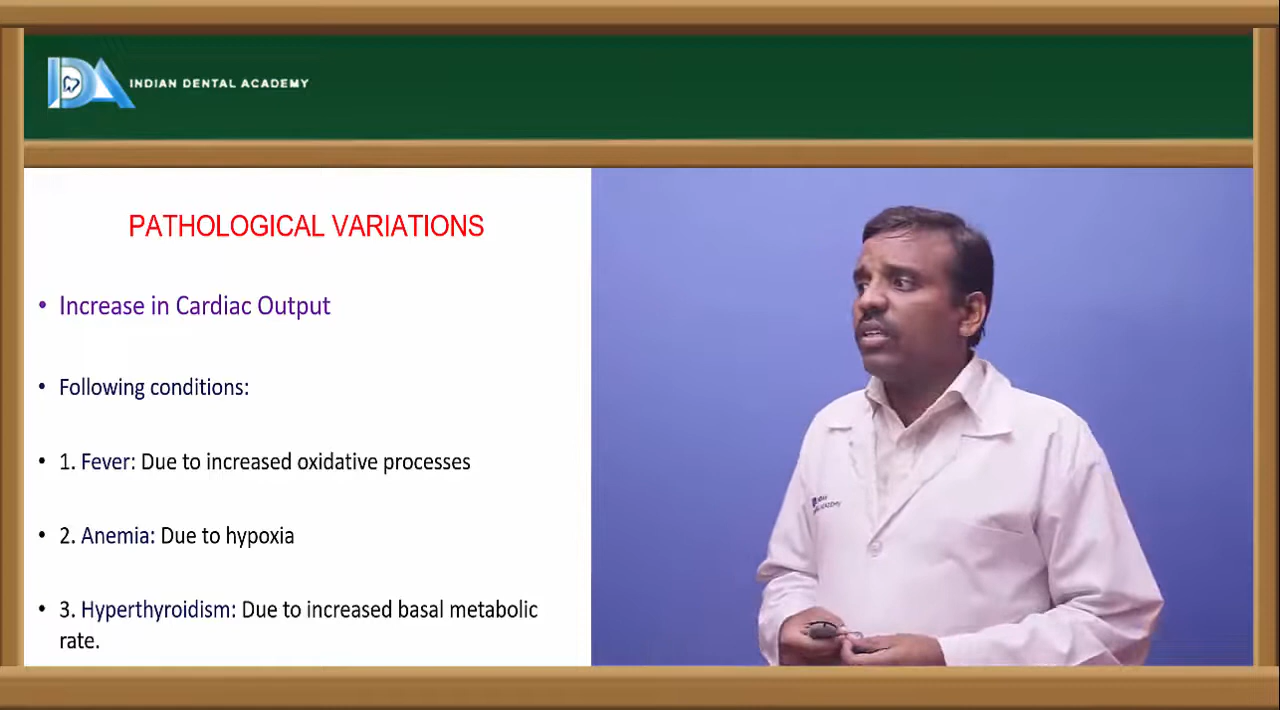 INDIAN DENTAL ACADEMY
PATHOLOGICAL VARIATIONS
• Increase in Cardiac Output
• Following conditions:
• 1. Fever: Due to increased oxidative processes
• 2. Anemia: Due to hypoxia
• 3. Hyperthyroidism: Due to increased basal metabolic
rate.